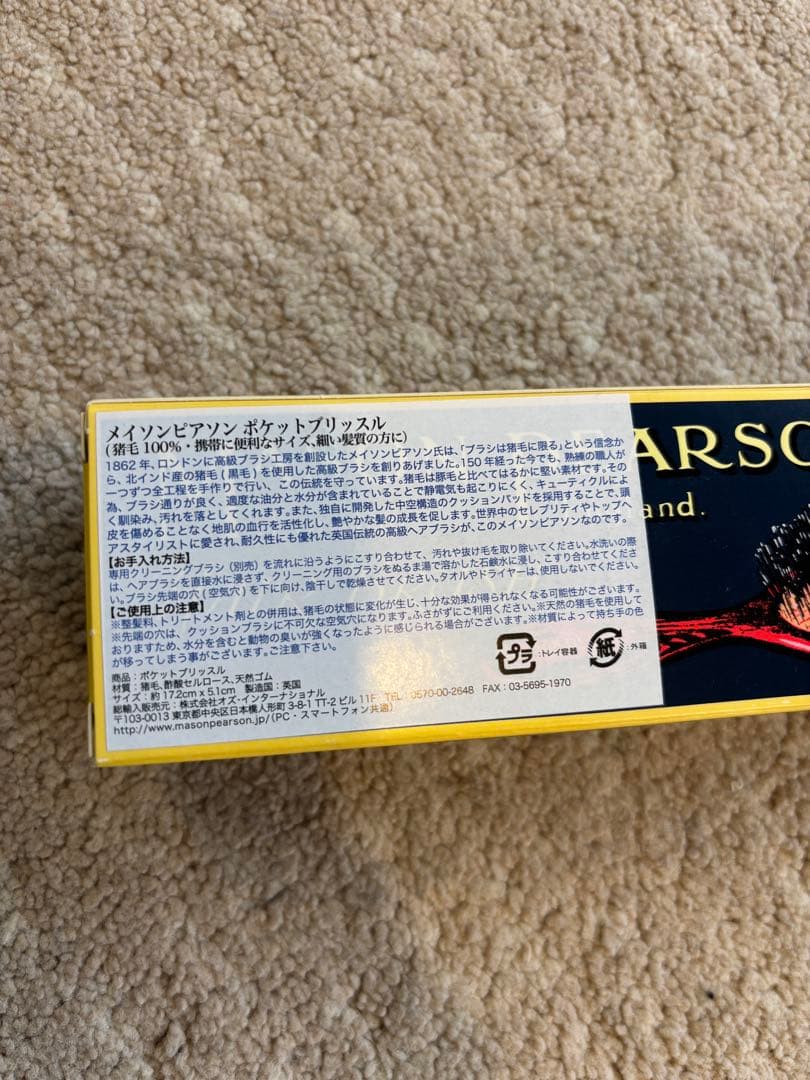 メイソンピアソン ポケットブリッスル
(猪毛 100%・携帯に便利なサイズ、細い髪質の方に)
1862 年、ロンドンに高級ブラシ工房を創設したメイソンピアソン氏は、「ブラシは猪毛に限る」という信念か
ら、北インド産の猪毛(黒毛)を使用した高級ブラシを創りあげました。150 年経った今でも、熟練の職人が
一つずつ全工程を手作りで行い、この伝統を守っています。猪毛は豚毛と比べてはるかに堅い素材です。その
為、ブラシ通りが良く、適度な油分と水分が含まれていることで静電気も起こりにくく、キューティクルによ
く馴染み、汚れを落としてくれます。また、独自に開発した中空構造のクッションパッドを採用することで、頭
皮を傷めることなく地肌の血行を活性化し、艶やかな髪の成長を促します。世界中のセレブリティやトップヘ
アスタイリストに愛され、耐久性にも優れた英国伝統の高級ヘアブラシが、このメイソンピアソンなのです。
【お手入れ方法】
専用クリーニングブラシ(別売)を流れに沿うようにこすり合わせて、汚れや抜け毛を取り除いてください。水洗いの際
は、ヘアブラシを直接水に浸さず、クリーニング用のブラシをぬるま湯で溶かした石鹸水に浸し、こすり合わせてくださ
い。ブラシ先端の穴(空気穴)を下に向け、陰干しで乾燥させてください。タオルやドライヤーは、使用しないでください。
【ご使用上の注意】
※整髪料、トリートメント剤との併用は、猪毛の状態に変化が生じ、十分な効果が得られなくなる可能性がございます。
※先端の穴は、クッションブラシに不可欠な空気穴になります。ふさがずにご利用ください。※天然の猪毛を使用して
おりますため、水分を含むと動物の臭いが強くなったように感じられる場合がございます。※材質によって持ち手の色
が移ってしまう事がございます。ご注意下さい。
プラ :トレイ容器 紙 :外箱
商品:ポケットブリッスル
材質:猪毛、酢酸セルロース、天然ゴム
サイズ:約 17.2cm x 5.1cm 製造国:英国
総輸入販売元:株式会社オズ・インターナショナル
〒103-0013 東京都中央区日本橋人形町 3-8-1 TT-2 ビル 11F TEL:0570-00-2648 FAX:03-5695-1970
http://www.masonpearson.jp/(PC・スマートフォン共通)
ARSO
and.